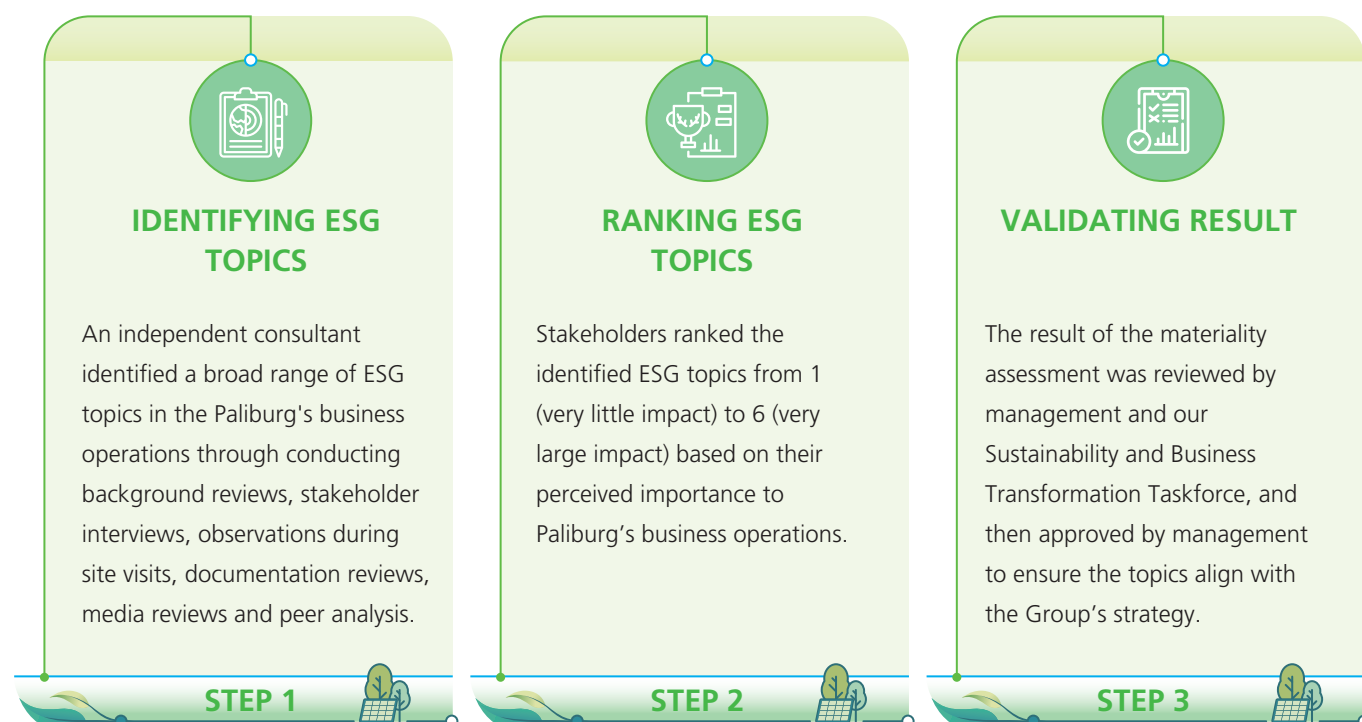 IDENTIFYING ESG
TOPICS
An independent consultant
identified a broad range of ESG
topics in the Paliburg's business
operations through conducting
background reviews, stakeholder
interviews, observations during
site visits, documentation reviews,
media reviews and peer analysis.
STEP 1
RANKING ESG
TOPICS
Stakeholders ranked the
identified ESG topics from 1
(very little impact) to 6 (very
large impact) based on their
perceived importance to
Paliburg’s business operations.
STEP 2
VALIDATING RESULT
The result of the materiality
assessment was reviewed by
management and our
Sustainability and Business
Transformation Taskforce, and
then approved by management
to ensure the topics align with
the Group’s strategy.
STEP 3